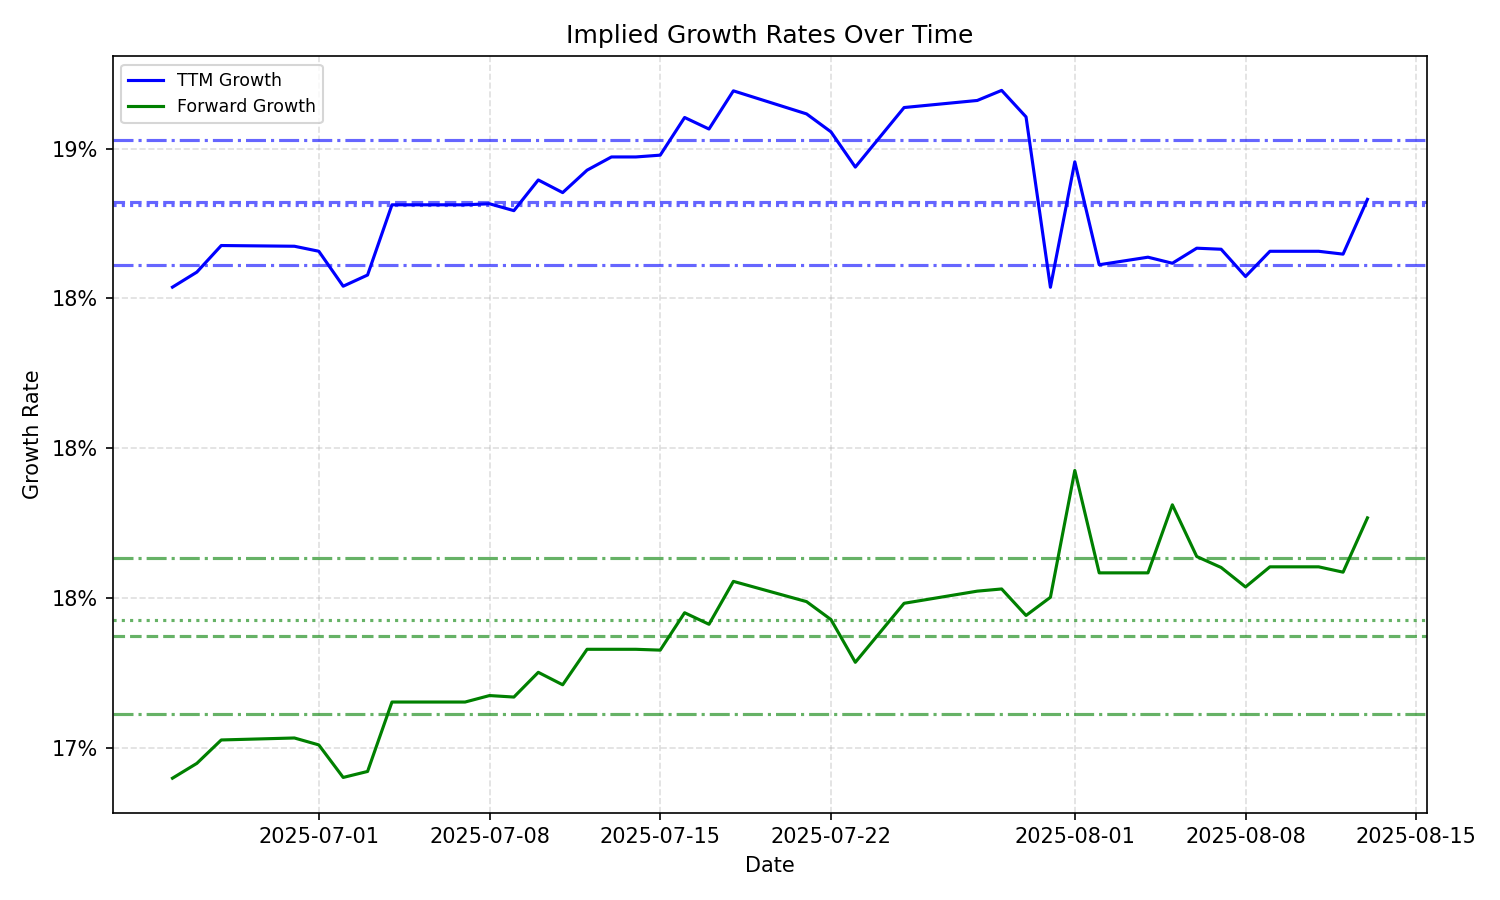 Implied Growth Rates Over Time
TTM Growth
Forward Growth
19%
18%
18%
18%
17%
Growth Rate
2025-07-01
2025-07-08
2025-07-15
2025-07-22
2025-08-01
2025-08-08
2025-08-15
Date